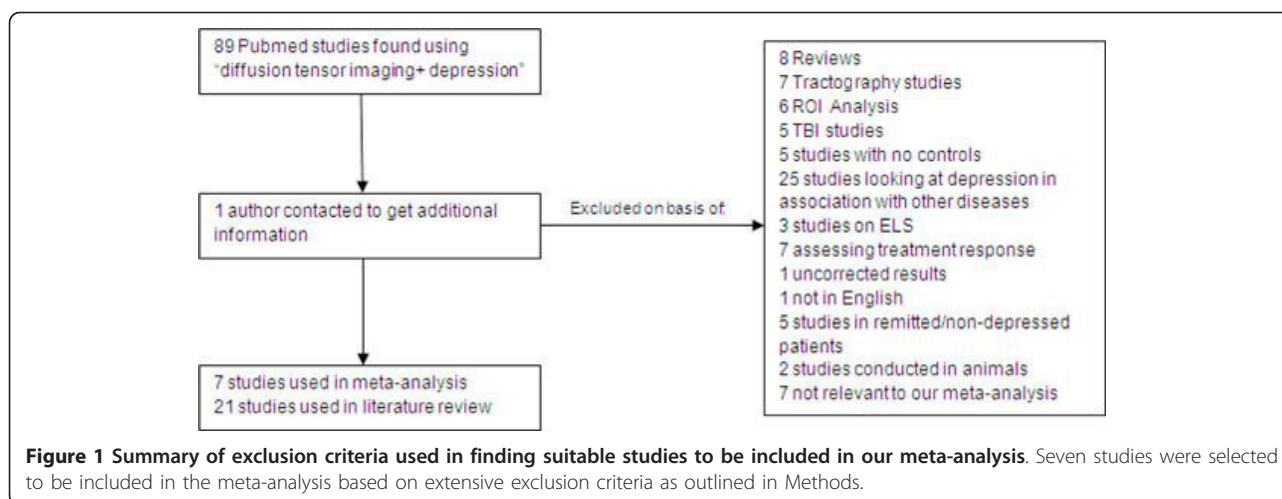 89 Pubmed studies found using
"diffusion tensor imaging+ depression"
1 author contacted to get additional
information
7 studies used in meta-analysis
21 studies used in literature review
Excluded on basis of:
8 Reviews
7 Tractography studies
6 ROI Analysis
5 TBI studies
5 studies with no controls
25 studies looking at depression in
association with other diseases
3 studies on ELS
7 assessing treatment response
1 uncorrected results
1 not in English
5 studies in remitted/non-depressed
patients
2 studies conducted in animals
7 not relevant to our meta-analysis
Figure 1 Summary of exclusion criteria used in finding suitable studies to be included in our meta-analysis. Seven studies were selected
to be included in the meta-analysis based on extensive exclusion criteria as outlined in Methods.